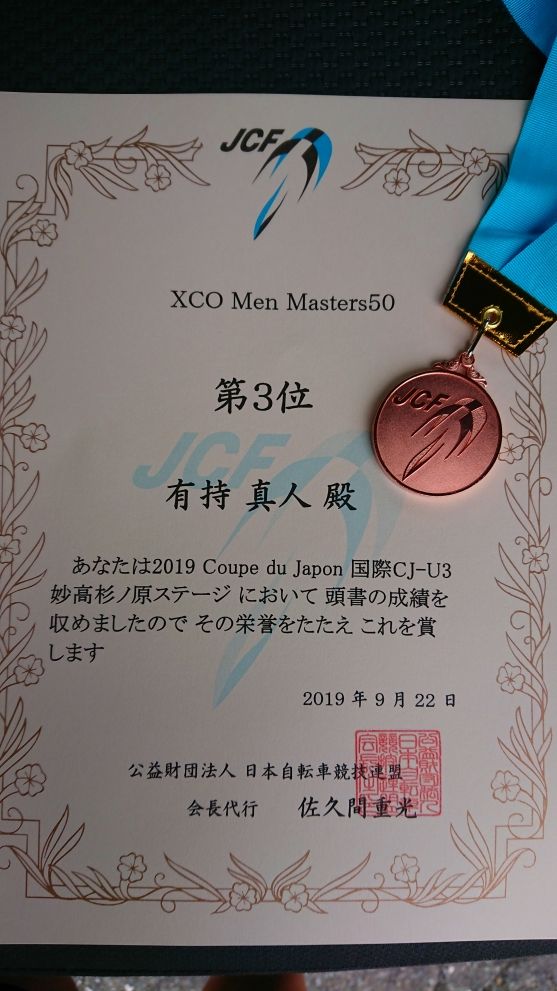 JCF
XCO Men Masters50
第3位
JCF
JCF
有持 真人 殿
あなたは2019 Coupe du Japon 国際CJ-U3
妙高杉ノ原ステージ において 頭書の成績を
収めましたので その栄誉をたたえ これを賞
します
2019 年 9 月 22 日
公益財団法人 日本自転車競技連盟
会長代行 佐久間重光